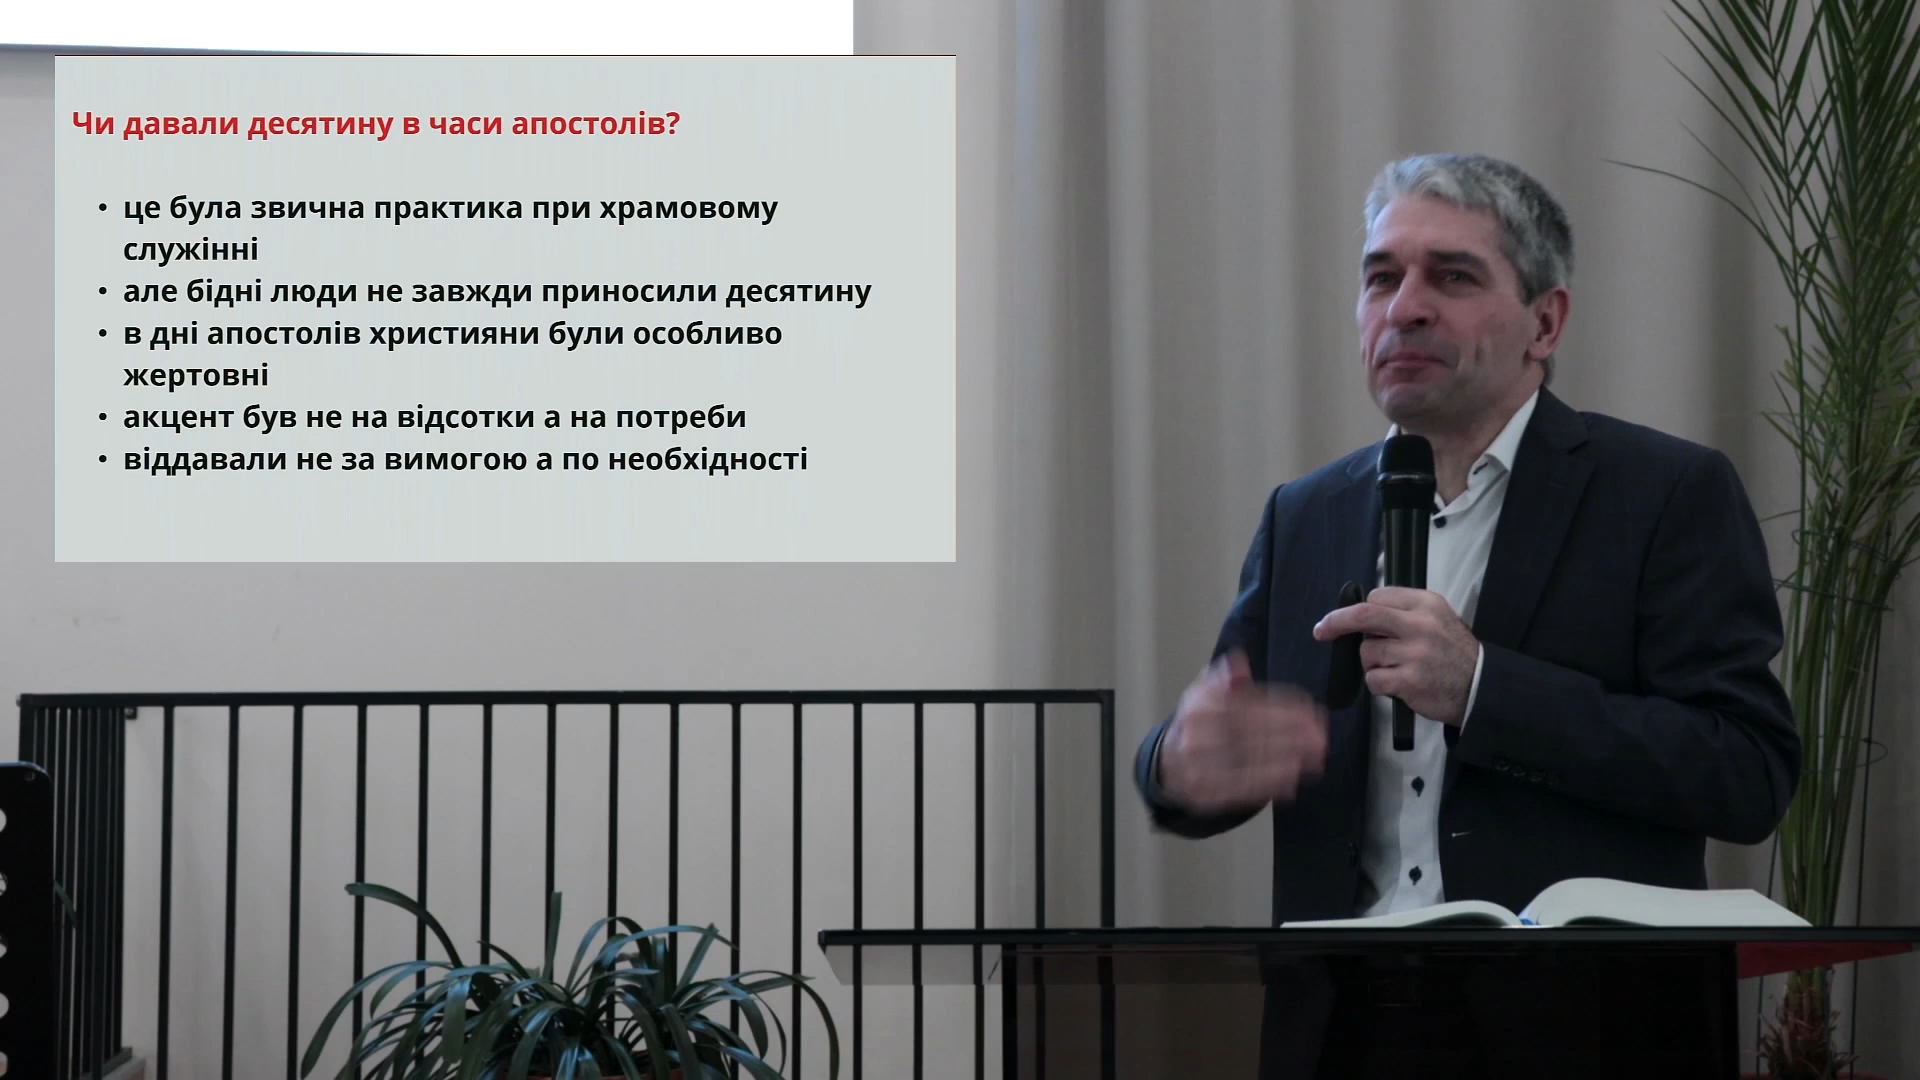 Чи давали десятину в часи апостолів?
• це була звична практика при храмовому
служінні
• але бідні люди не завжди приносили десятину
• в дні апостолів християни були особливо
жертовні
• акцент був не на відсотки а на потреби
• віддавали не за вимогою а по необхідності